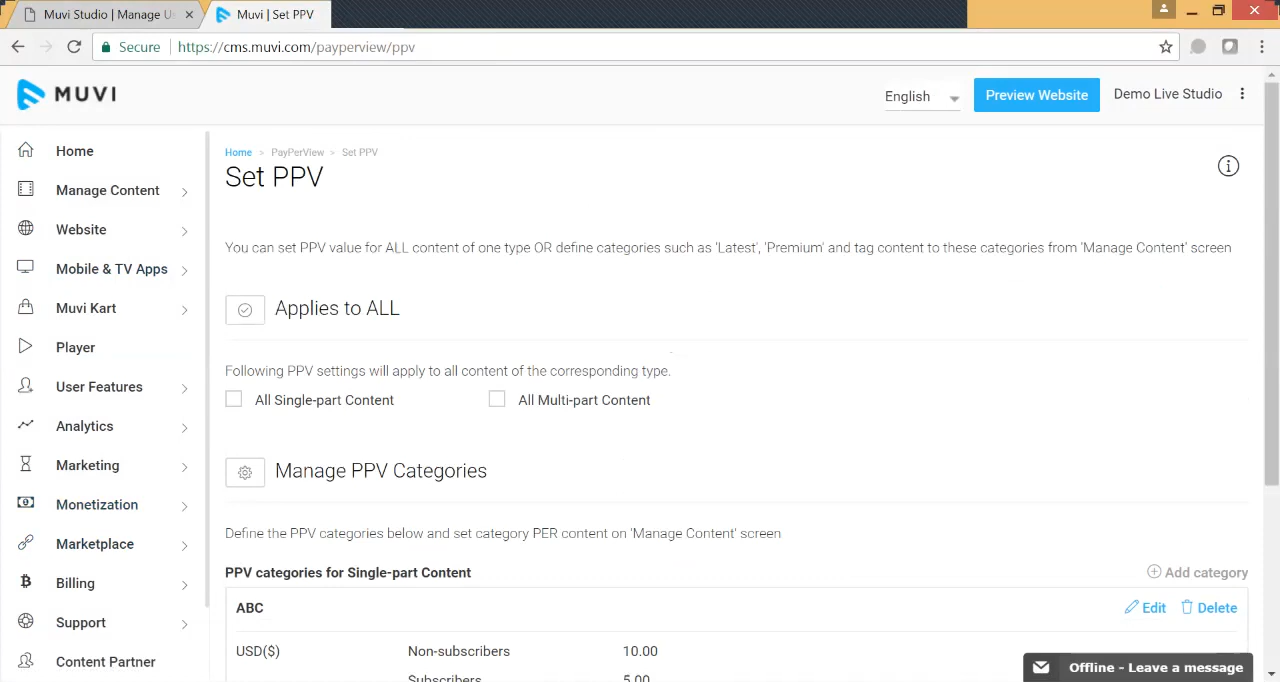 Muvi Studio | Manage U
Muvi | Set PPV
Secure
https://cms.muvi.com/payperview/ppv
MUVI
English
Preview Website
Demo Live Studio
Home
Manage Content
Website
Mobile & TV Apps
Muvi Kart
Player
User Features
Analytics
Marketing
Monetization
Marketplace
Billing
Support
Content Partner
Home > PayPerView > Set PPV
Set PPV
You can set PPV value for ALL content of one type OR define categories such as 'Latest', 'Premium' and tag content to these categories from 'Manage Content' screen
Applies to ALL
Following PPV settings will apply to all content of the corresponding type.
All Single-part Content
All Multi-part Content
Manage PPV Categories
Define the PPV categories below and set category PER content on 'Manage Content' screen
PPV categories for Single-part Content
Add category
ABC
Edit
Delete
USD($)
Non-subscribers
10.00
Subscribers
5.00
Offline - Leave a message